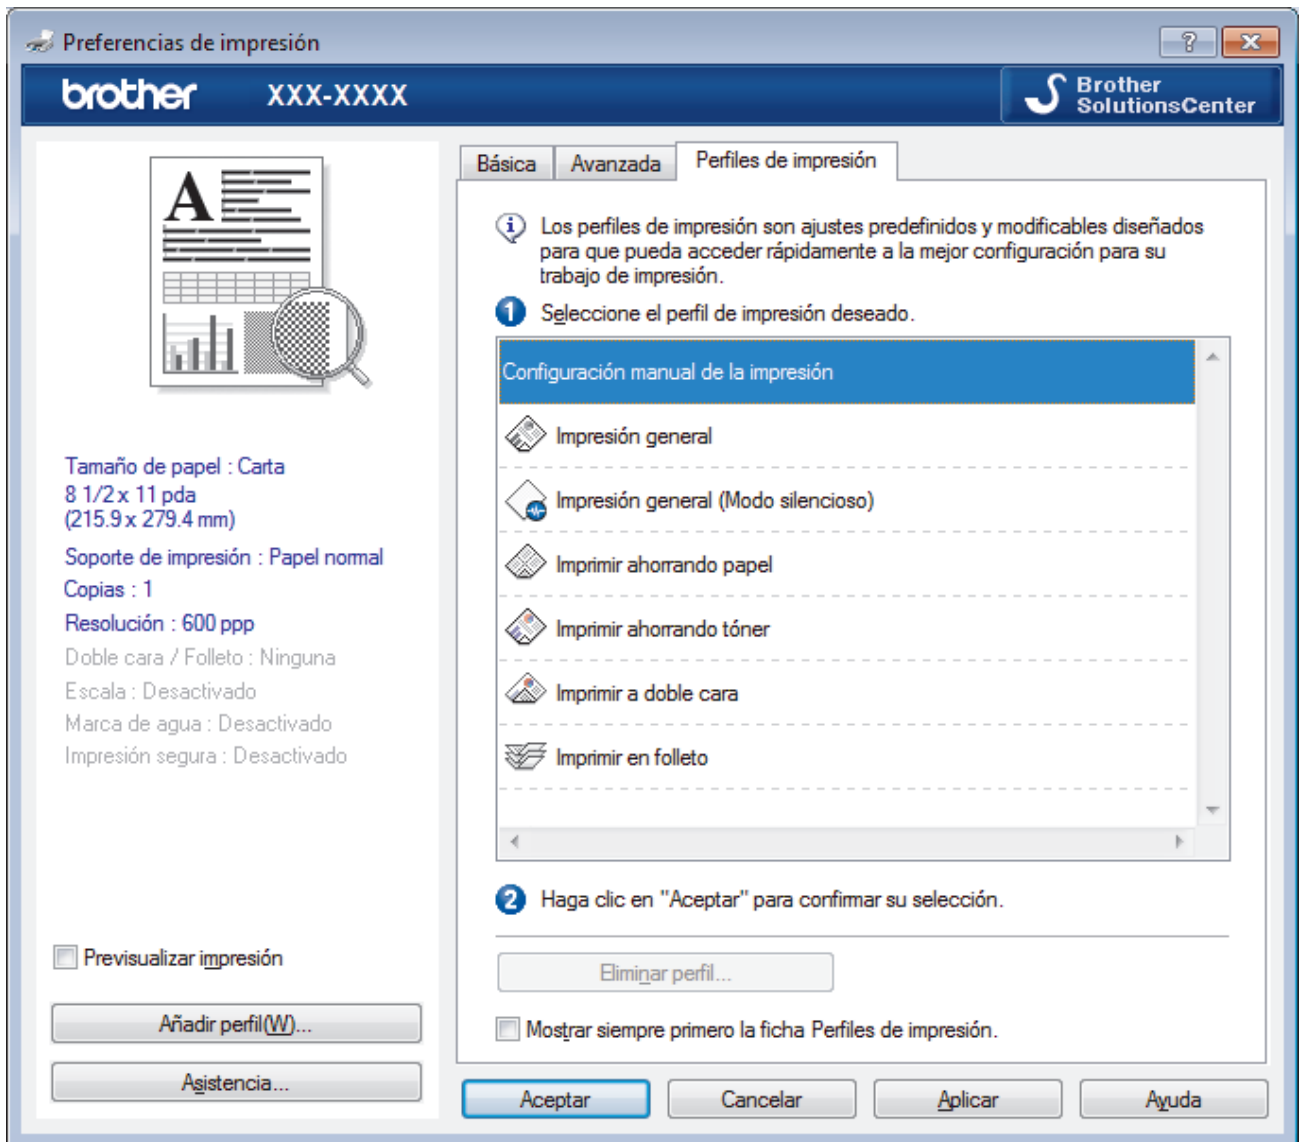 Preferencias de impresión
brother XXX-XXXX
Brother
SolutionsCenter
A
Tamaño de papel : Carta
8 1/2 x 11 pda
(215.9 x 279.4 mm)
Soporte de impresión : Papel normal
Copias : 1
Resolución : 600 ppp
Doble cara / Folleto : Ninguna
Escala : Desactivado
Marca de agua : Desactivado
Impresión segura : Desactivado
Previsualizar impresión
Añadir perfil(W)...
Asistencia...
Básica Avanzada Perfiles de impresión
Los perfiles de impresión son ajustes predefinidos y modificables diseñados
para que pueda acceder rápidamente a la mejor configuración para su
trabajo de impresión.
1 Seleccione el perfil de impresión deseado.
Configuración manual de la impresión
Impresión general
Impresión general (Modo silencioso)
Imprimir ahorrando papel
Imprimir ahorrando tóner
Imprimir a doble cara
Imprimir en folleto
2 Haga clic en "Aceptar" para confirmar su selección.
Eliminar perfil...
Mostrar siempre primero la ficha Perfiles de impresión.
Aceptar Cancelar Aplicar Ayuda